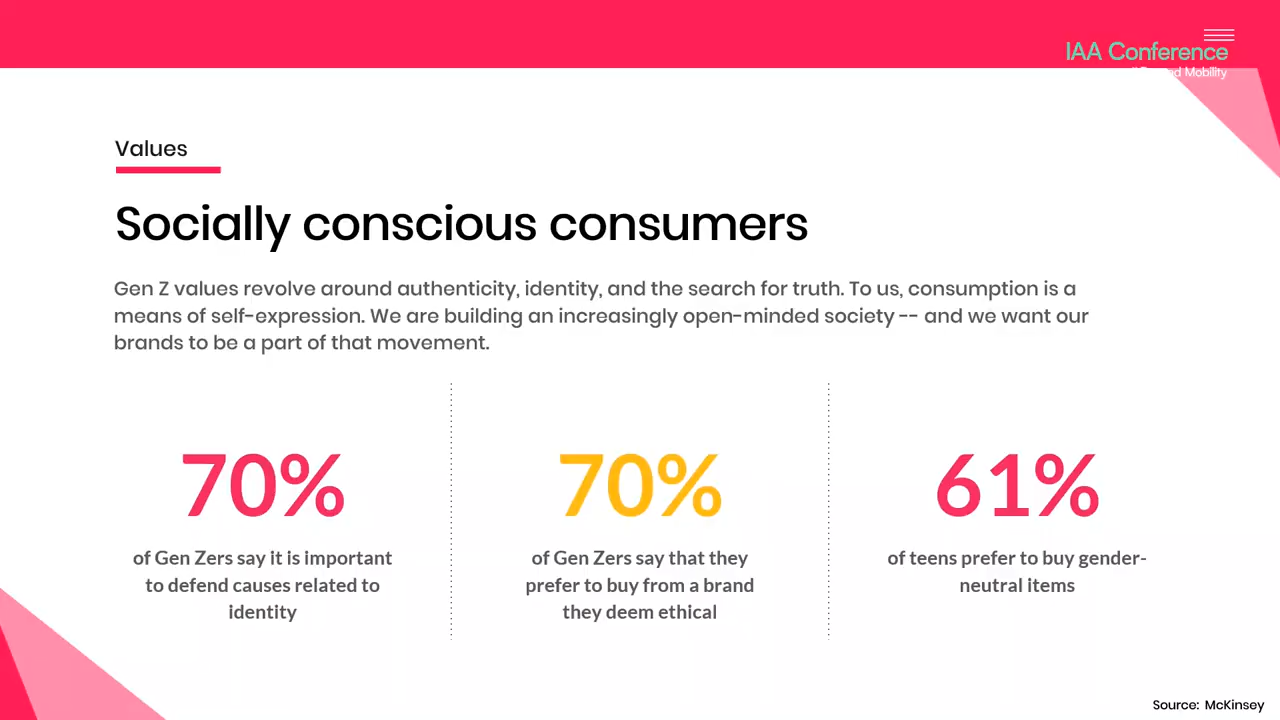 IAA Conference
Mobility
Values
Socially conscious consumers
Gen Z values revolve around authenticity, identity, and the search for truth. To us, consumption is a
means of self-expression. We are building an increasingly open-minded society -- and we want our
brands to be a part of that movement.
70%
of Gen Zers say it is important
to defend causes related to
identity
70%
of Gen Zers say that they
prefer to buy from a brand
they deem ethical
61%
of teens prefer to buy gender-
neutral items
Source: McKinsey